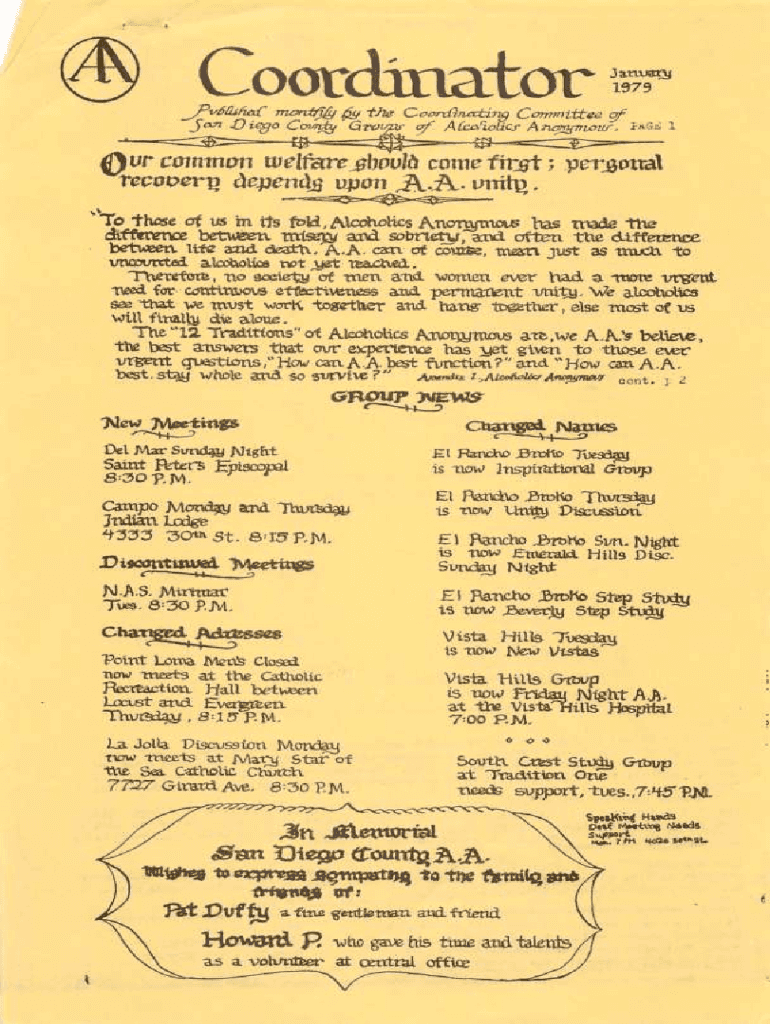 AA
Coordinator
January
1979
Published monthly by the Coordinating Committee of
San Diego County Groups of Alcoholics Anonymous. PAGE 1
Our common welfare should come first; personal
recovery depends upon A.A. unity.
"To those of us in its fold, Alcoholics Anonymous has made the
difference between misery and sobriety, and often the difference
between life and death. A.A. can of course, mean just as much to
uncounted alcoholics not yet reached.
Therefore, no society of men and women ever had a more urgent
need for continuous effectiveness and permanent unity. We alcoholics
see that we must work together and hang together, else most of us
will finally die alone.
The "12 Traditions" of Alcoholics Anonymous are, we A.A.'s believe,
the best answers that our experience has yet given to those ever
urgent questions, "How can A.A. best function?" and "How can A.A.
best stay whole and so survive?" Appendix I, Alcoholics Anonymous cont. p 2
GROUP NEWS
New Meetings
Del Mar Sunday Night
Saint Peter's Episcopal
8:30 P.M.
Campo Monday and Thursday
Indian Lodge
4333 30th St. 8:15 P.M.
Discontinued Meetings
N.A.S. Mirimar
Tues. 8:30 P.M.
Changed Adresses
Point Loma Men's Closed
now meets at the Catholic
Recreaction Hall between
Locust and Evergreen
Thursday, 8:15 P.M.
La Jolla Discussion Monday
now meets at Mary Star of
the Sea Catholic Church
7727 Girard Ave. 8:30 P.M.
Changed Names
El Rancho Broko Tuesday
is now Inspirational Group
El Rancho Broko Thursday
is now Unity Discussion
El Rancho Broko Sun. Night
is now Emerald Hills Disc.
Sunday Night
El Rancho Broko Step Study
is now Beverly Step Study
Vista Hills Tuesday
is now New Vistas
Vista Hills Group
is now Friday Night A.A.
at the Vista Hills Hospital
7:00 P.M.
South Crest Study Group
at Tradition One
needs support, tues., 7:45 P.M.
Speaking Hands
Deaf Meeting Needs
Support
Mon. 7 PM
In Memorial
San Diego County A.A.
Wishes to express sympathy to the family and
friends of:
Pat Duffy a fine gentleman and friend
Howard P. who gave his time and talents
as a volunteer at central office